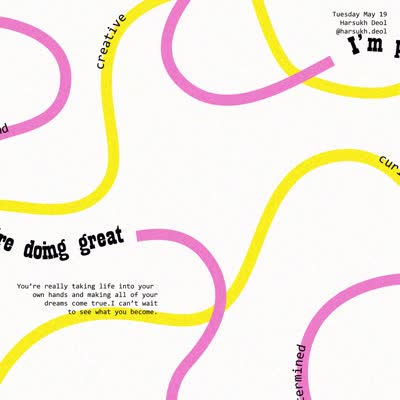 Tuesday May 19
Harsukh Deol
@harsukh.deol
I'm p
creative
nd
curi
re doing great
You're really taking life into your
own hands and making all of your
dreams come true.I can't wait
to see what you become.
termined